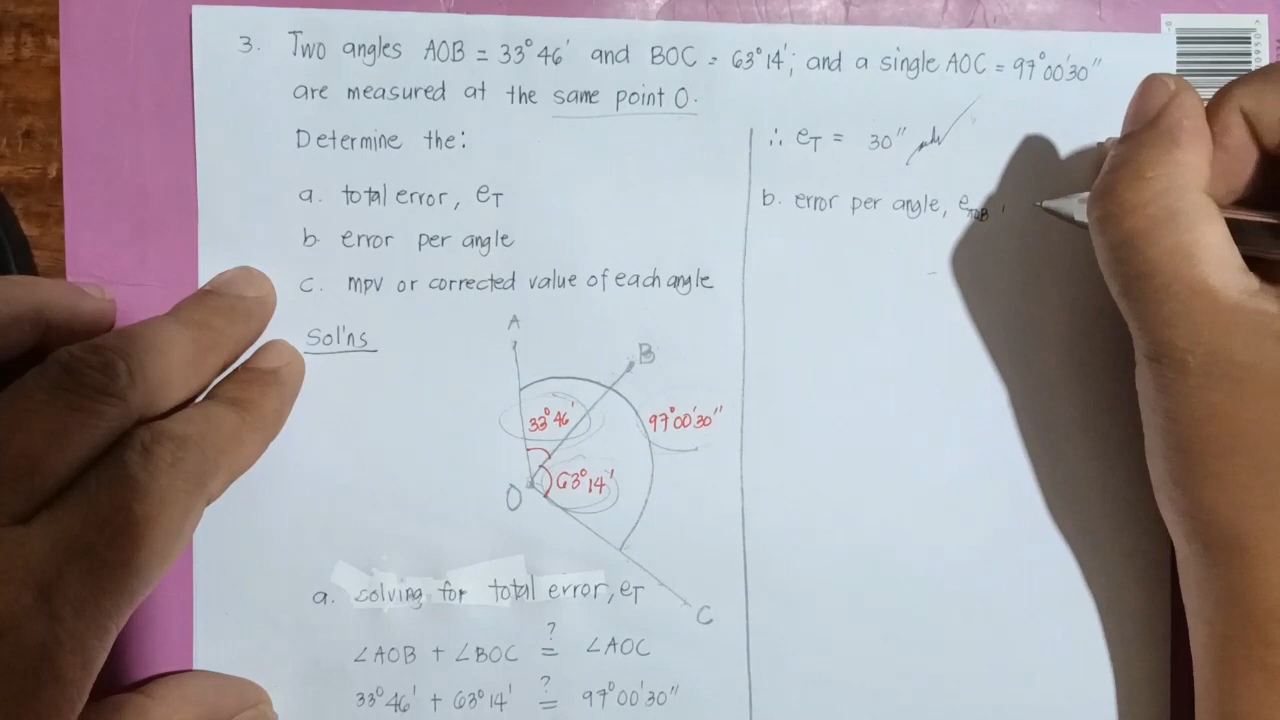 3. Two angles AOB = 33°46' and BOC = 63°14'; and a single AOC = 97°00'30"
are measured at the same point O.
Determine the:
a. total error, eT
b. error per angle
c. mpv or corrected value of each angle
Sol'ns
A
B
33°46'
97°00'30"
63°14'
O
C
a. solving for total error, eT
∠AOB + ∠BOC ?= ∠AOC
33°46' + 63°14' ?= 97°00'30"
∴ eT = 30"
b. error per angle, e